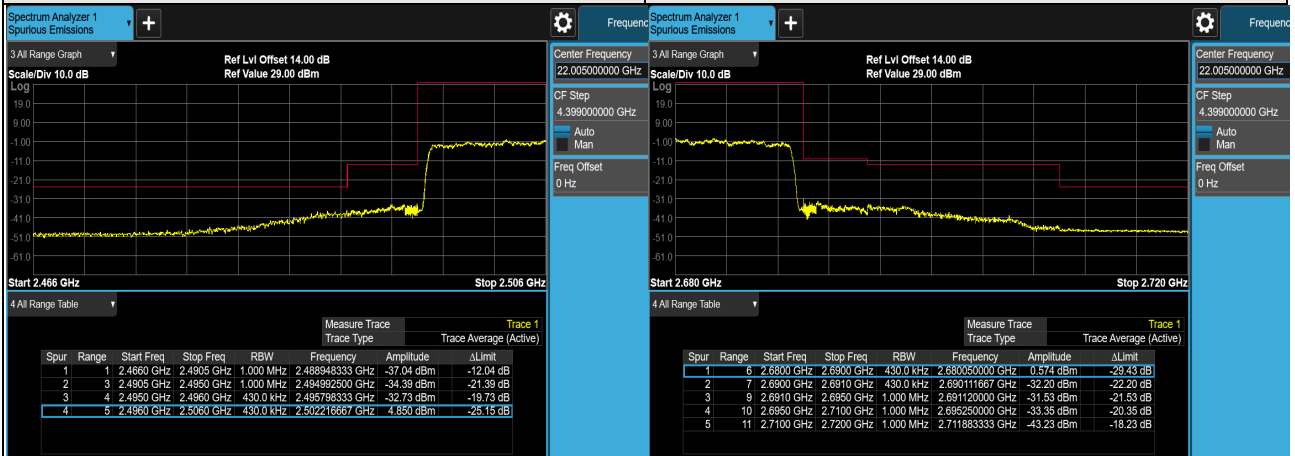 Spectrum Analyzer 1
Spurious Emissions
+
Frequenc
3 All Range Graph
Ref Lvl Offset 14.00 dB
Scale/Div 10.0 dB
Ref Value 29.00 dBm
Log
19.0
9.00
-1.00
-11.0
-21.0
-31.0
-41.0
-51.0
-61.0
Start 2.466 GHz
Stop 2.506 GHz
Center Frequency
22.005000000 GHz
CF Step
4.399000000 GHz
Auto
Man
Freq Offset
0 Hz
4 All Range Table
Measure Trace Trace 1
Trace Type Trace Average (Active)
Spur Range Start Freq Stop Freq RBW Frequency Amplitude ΔLimit
1 1 2.4660 GHz 2.4905 GHz 1.000 MHz 2.488948333 GHz -37.04 dBm -12.04 dB
2 3 2.4905 GHz 2.4950 GHz 1.000 MHz 2.494992500 GHz -34.39 dBm -21.39 dB
3 4 2.4950 GHz 2.4960 GHz 430.0 kHz 2.495798333 GHz -32.73 dBm -19.73 dB
4 5 2.4960 GHz 2.5060 GHz 430.0 kHz 2.502216667 GHz 4.850 dBm -25.15 dB
Spectrum Analyzer 1
Spurious Emissions
+
Frequenc
3 All Range Graph
Ref Lvl Offset 14.00 dB
Scale/Div 10.0 dB
Ref Value 29.00 dBm
Log
19.0
9.00
-1.00
-11.0
-21.0
-31.0
-41.0
-51.0
-61.0
Start 2.680 GHz
Stop 2.720 GHz
Center Frequency
22.005000000 GHz
CF Step
4.399000000 GHz
Auto
Man
Freq Offset
0 Hz
4 All Range Table
Measure Trace Trace 1
Trace Type Trace Average (Active)
Spur Range Start Freq Stop Freq RBW Frequency Amplitude ΔLimit
1 6 2.6800 GHz 2.6900 GHz 430.0 kHz 2.680050000 GHz 0.574 dBm -29.43 dB
2 7 2.6900 GHz 2.6910 GHz 430.0 kHz 2.690111667 GHz -32.20 dBm -22.20 dB
3 9 2.6910 GHz 2.6950 GHz 1.000 MHz 2.691120000 GHz -31.53 dBm -21.53 dB
4 10 2.6950 GHz 2.7100 GHz 1.000 MHz 2.695250000 GHz -33.35 dBm -20.35 dB
5 11 2.7100 GHz 2.7200 GHz 1.000 MHz 2.711883333 GHz -43.23 dBm -18.23 dB